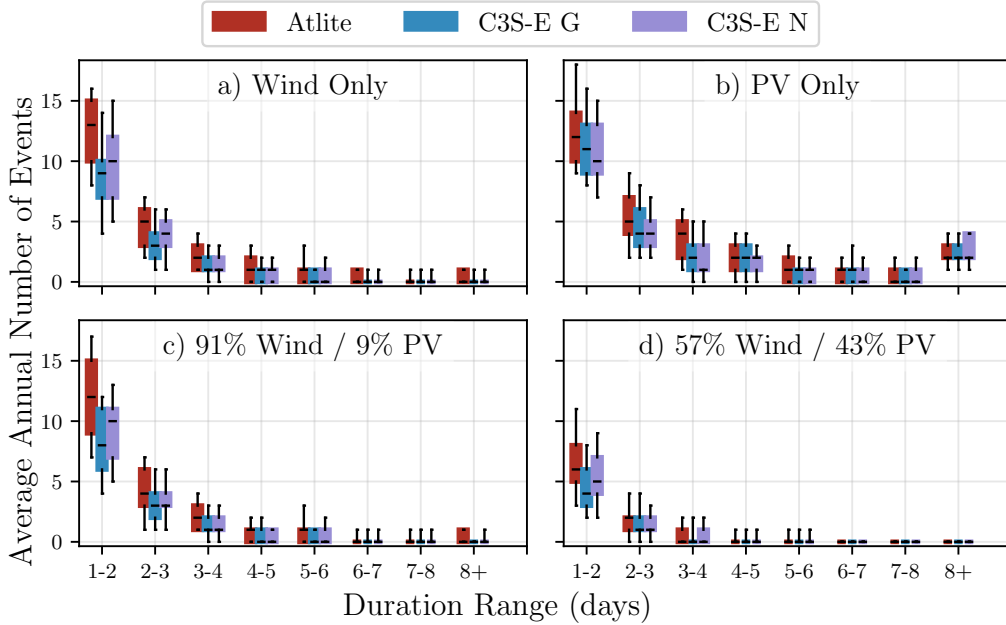 Atlite C3S-E G C3S-E N
a) Wind Only
b) PV Only
15
10
5
0
c) 91% Wind / 9% PV
d) 57% Wind / 43% PV
15
10
5
0
Average Annual Number of Events
1-2 2-3 3-4 4-5 5-6 6-7 7-8 8+
1-2 2-3 3-4 4-5 5-6 6-7 7-8 8+
Duration Range (days)